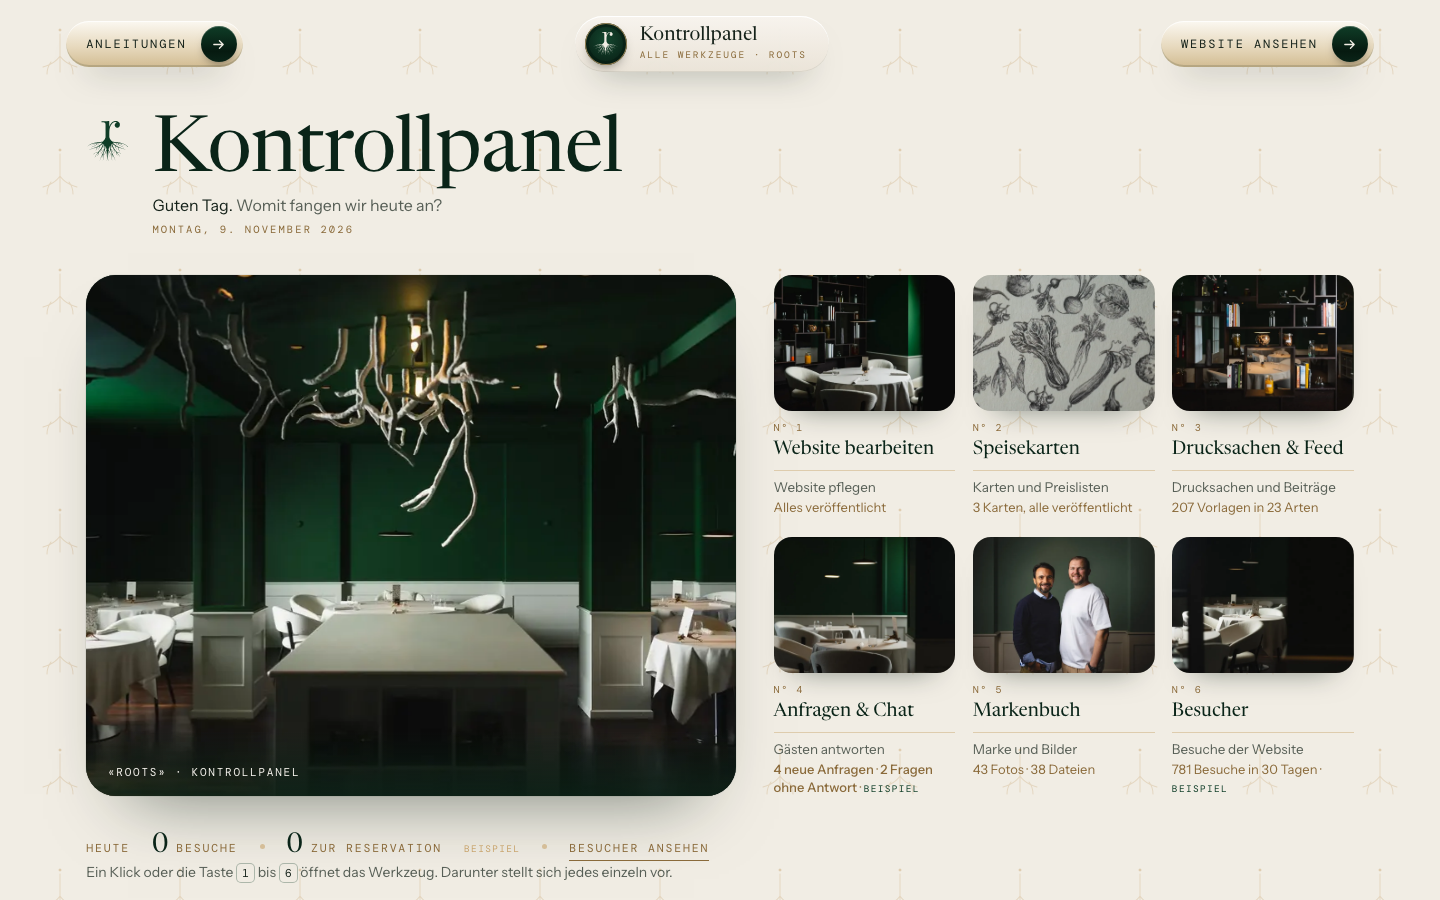 ANLEITUNGEN
Kontrollpanel
ALLE WERKZEUGE · ROOTS
WEBSITE ANSEHEN
r
Kontrollpanel
Guten Tag. Womit fangen wir heute an?
MONTAG, 9. NOVEMBER 2026
«ROOTS» · KONTROLLPANEL
N° 1
Website bearbeiten
Website pflegen
Alles veröffentlicht
N° 2
Speisekarten
Karten und Preislisten
3 Karten, alle veröffentlicht
N° 3
Drucksachen & Feed
Drucksachen und Beiträge
207 Vorlagen in 23 Arten
N° 4
Anfragen & Chat
Gästen antworten
4 neue Anfragen · 2 Fragen
ohne Antwort · BEISPIEL
N° 5
Markenbuch
Marke und Bilder
43 Fotos · 38 Dateien
N° 6
Besucher
Besuche der Website
781 Besuche in 30 Tagen ·
BEISPIEL
HEUTE 0 BESUCHE • 0 ZUR RESERVATION BEISPIEL • BESUCHER ANSEHEN
Ein Klick oder die Taste 1 bis 6 öffnet das Werkzeug. Darunter stellt sich jedes einzeln vor.